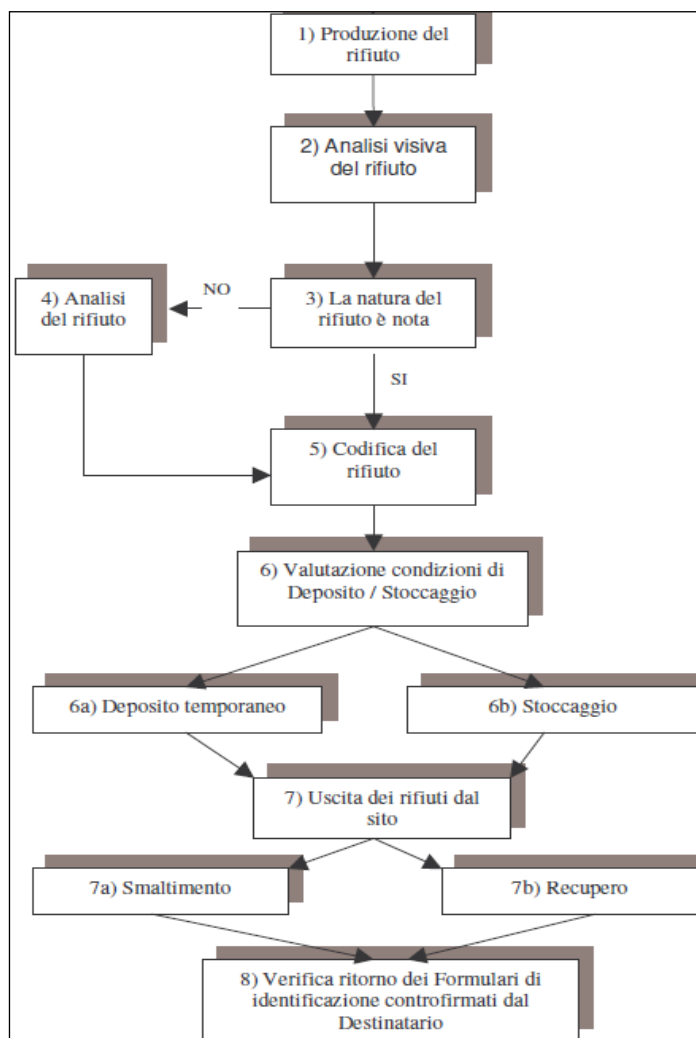 1) Produzione del
rifiuto
2) Analisi visiva
del rifiuto
NO
4) Analisi
del rifiuto
3) La natura del
rifiuto è nota
SI
5) Codifica del
rifiuto
6) Valutazione condizioni di
Deposito / Stoccaggio
6a) Deposito temporaneo
6b) Stoccaggio
7) Uscita dei rifiuti dal
sito
7a) Smaltimento
7b) Recupero
8) Verifica ritorno dei Formulari di
identificazione controfirmati dal
Destinatario